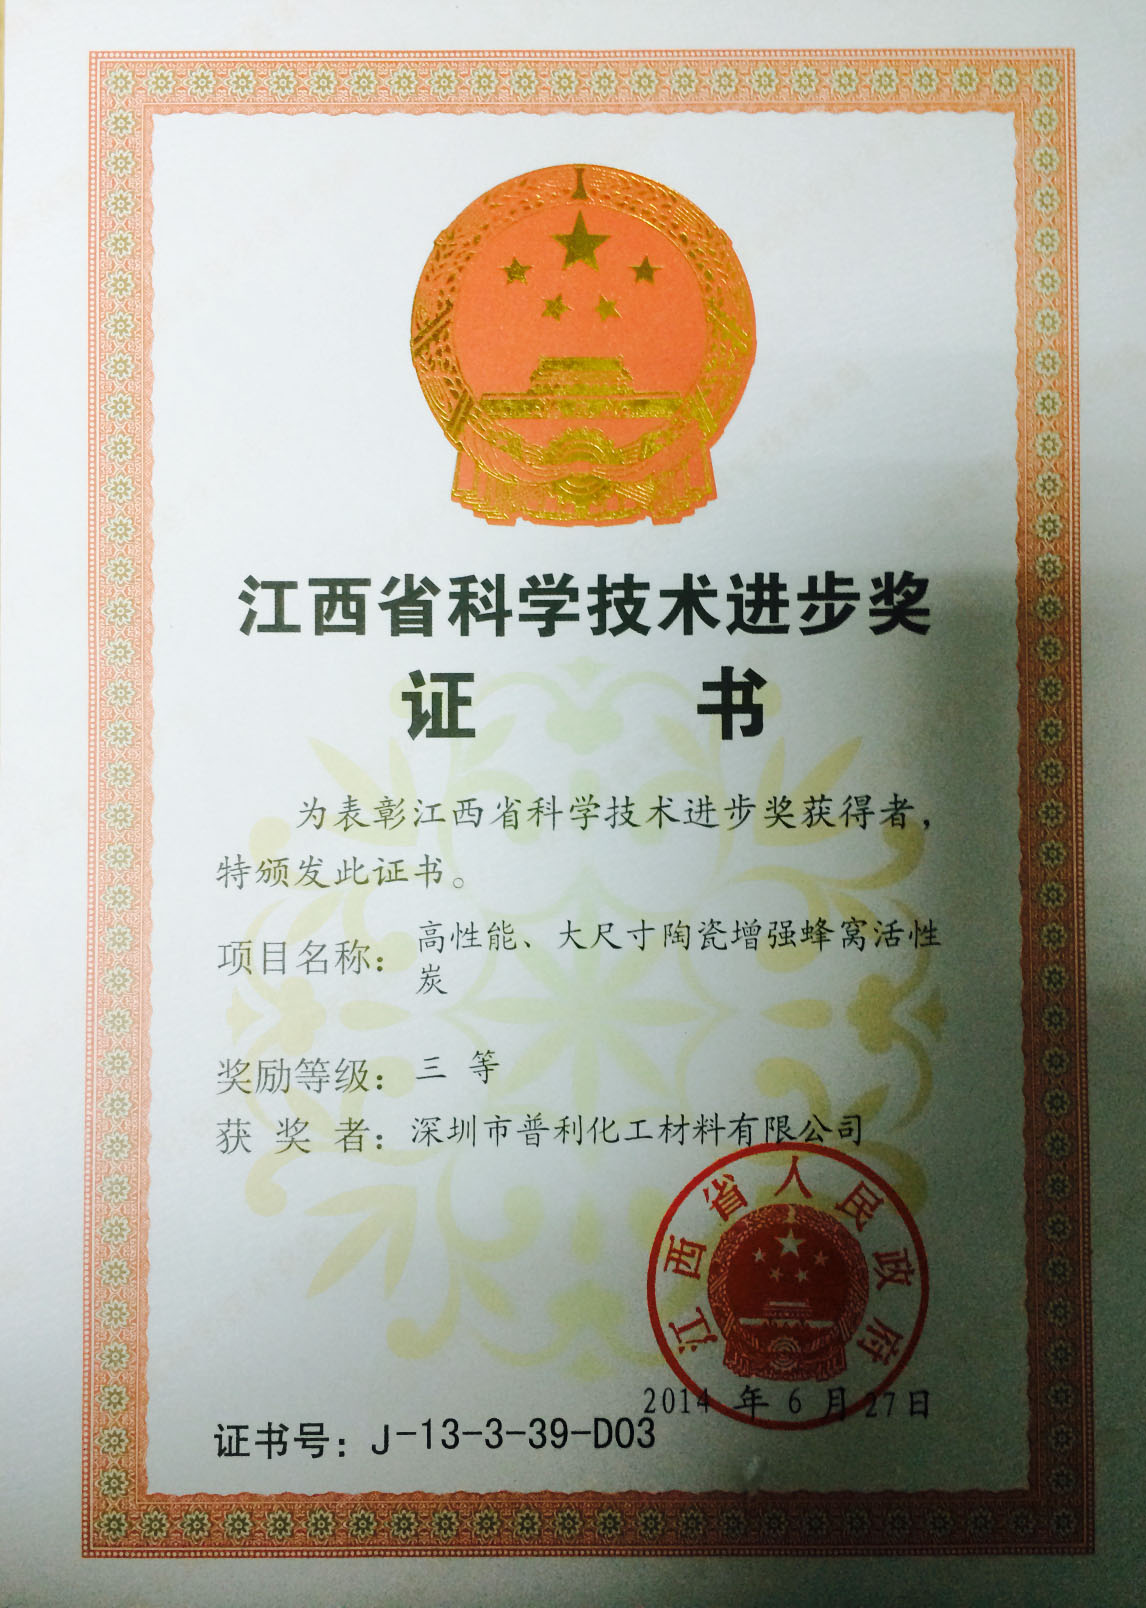 江西省科学技术进步奖
证 书
为表彰江西省科学技术进步奖获得者，
特颁发此证书。
项目名称：高性能、大尺寸陶瓷增强蜂窝活性
炭
奖励等级：三 等
获 奖 者：深圳市普利化工材料有限公司
江西省人民政府
2014 年 6 月 27日
证书号：J-13-3-39-D03